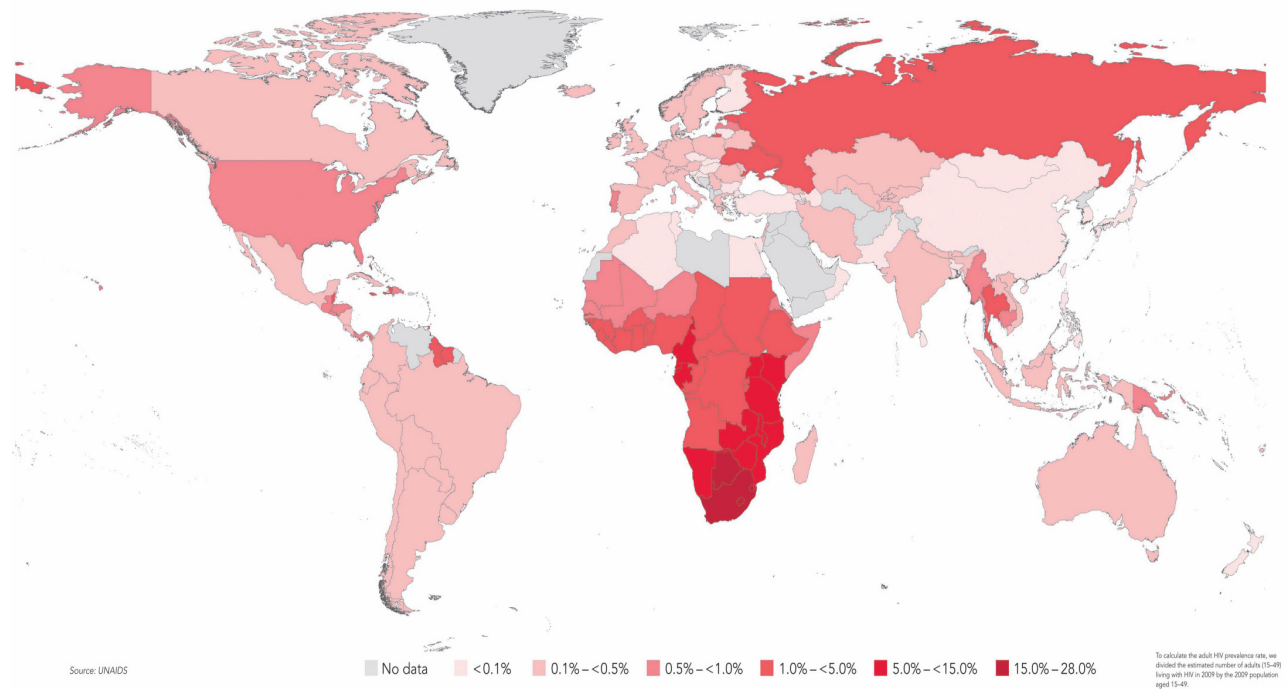 Source: UNAIDS
No data <0.1% 0.1% – <0.5% 0.5% – <1.0% 1.0% – <5.0% 5.0% – <15.0% 15.0% – 28.0%
To calculate the adult HIV prevalence rate, we
divided the estimated number of adults (15–49)
living with HIV in 2009 by the 2009 population
aged 15–49.